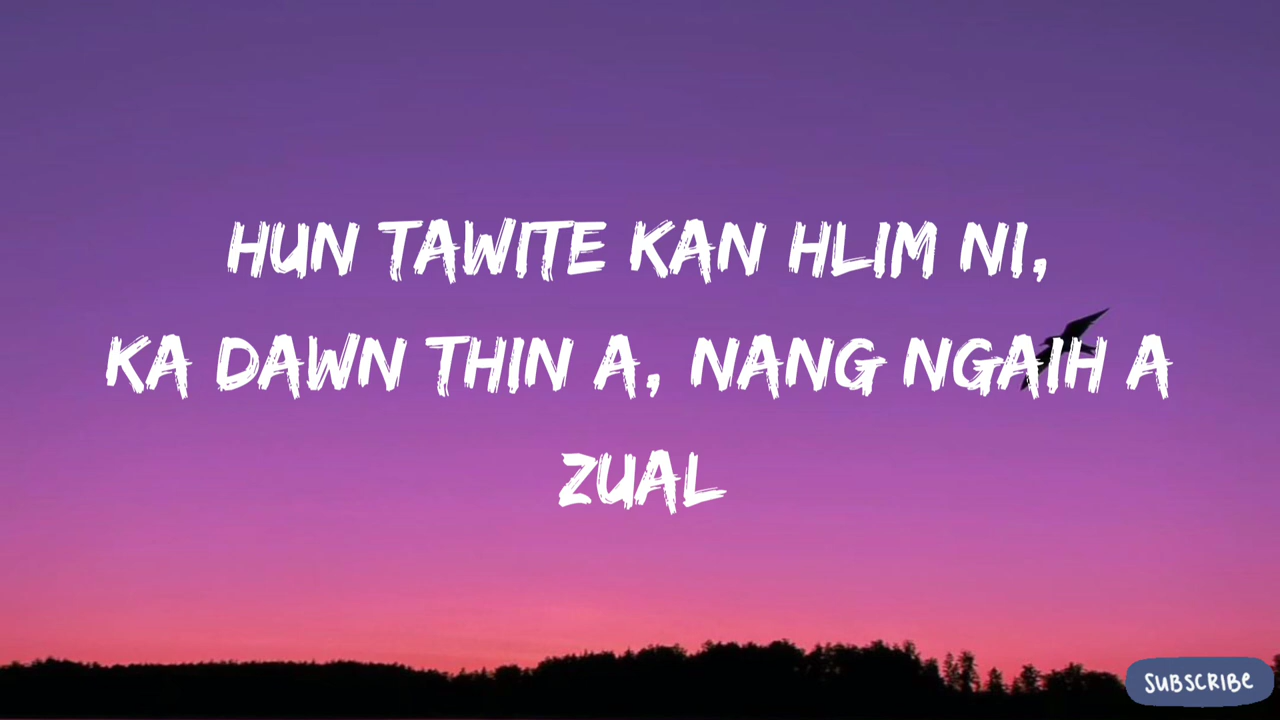 HUN TAWITE KAN HLIM NI,
KA DAWN THIN A, NANG NGAIH A
ZUAL
SUBSCRIBE